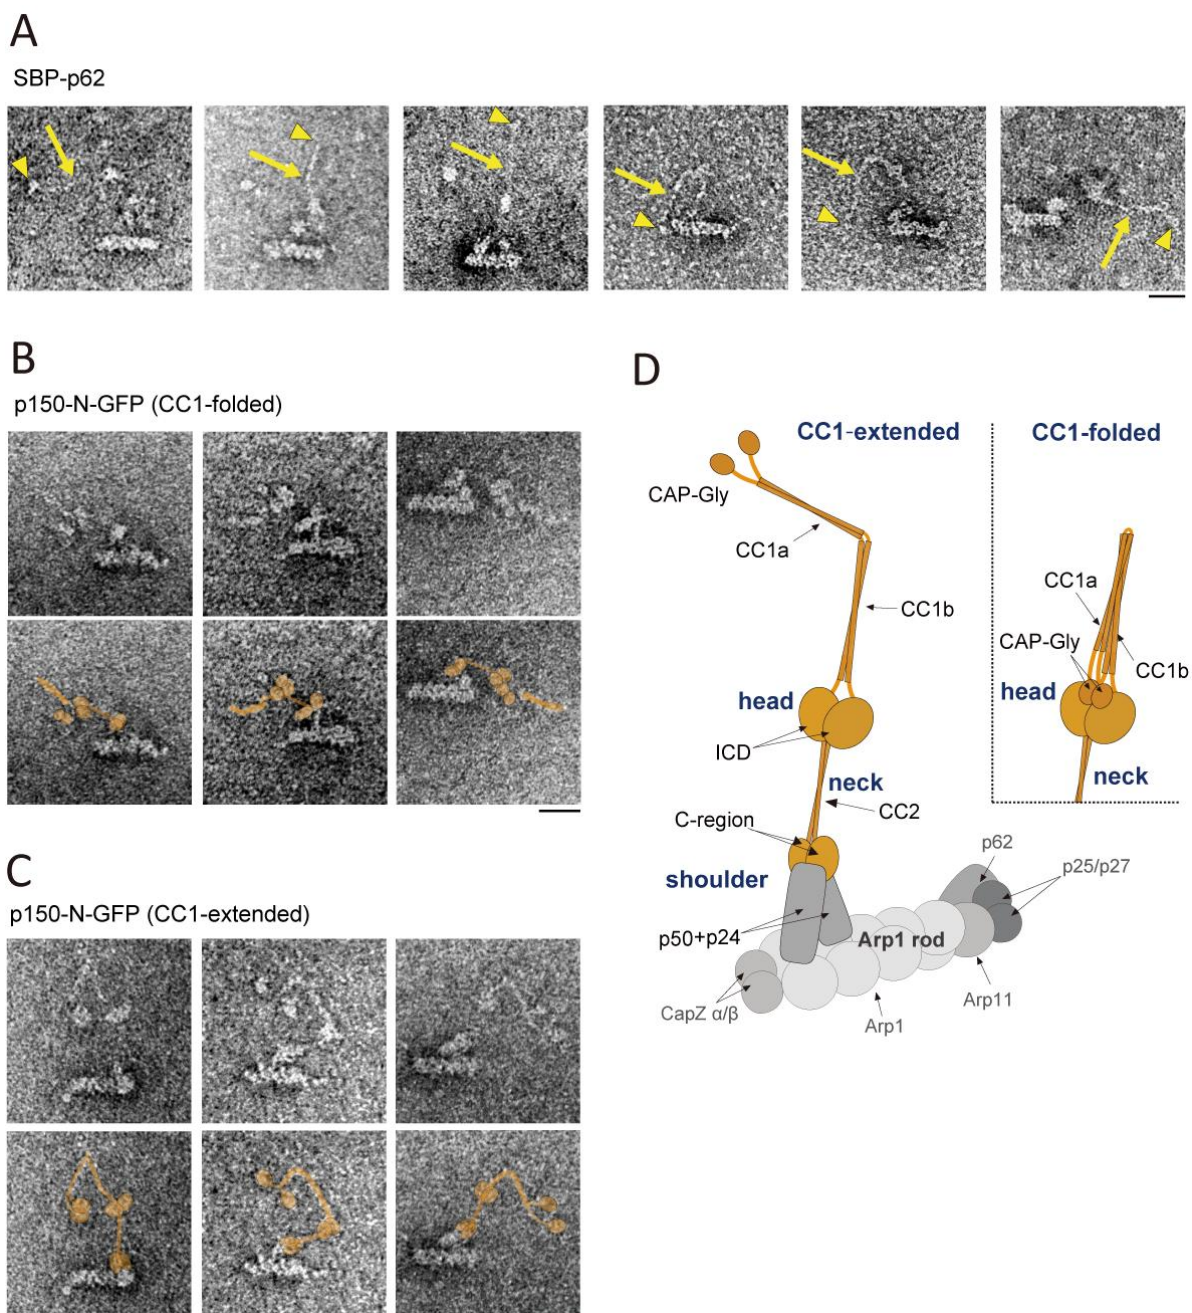 A
SBP-p62
B
p150-N-GFP (CC1-folded)
C
p150-N-GFP (CC1-extended)
D
CC1-extended
CAP-Gly
CC1a
CC1b
head
ICD
neck
CC2
C-region
shoulder
p50+p24
CapZ α/β
Arp1 rod
Arp1
Arp11
p62
p25/p27
CC1-folded
CC1a
CAP-Gly
CC1b
head
neck